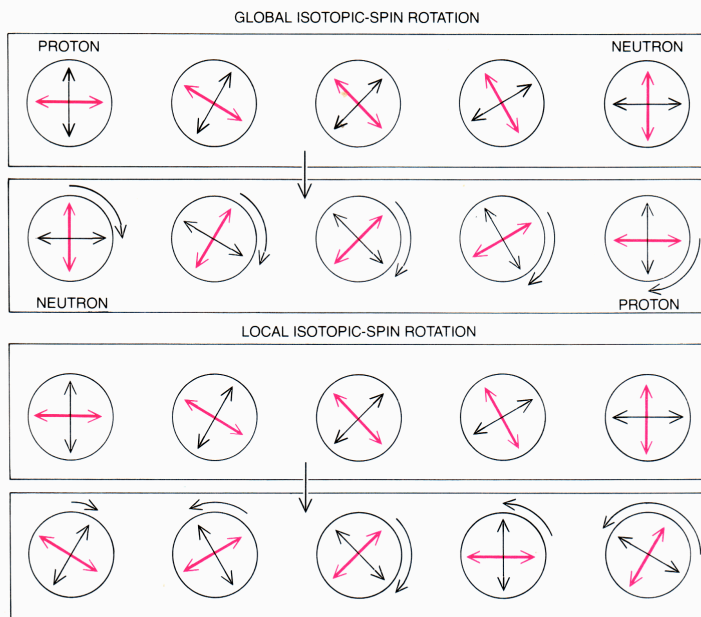 GLOBAL ISOTOPIC-SPIN ROTATION
PROTON
NEUTRON
NEUTRON
PROTON
LOCAL ISOTOPIC-SPIN ROTATION